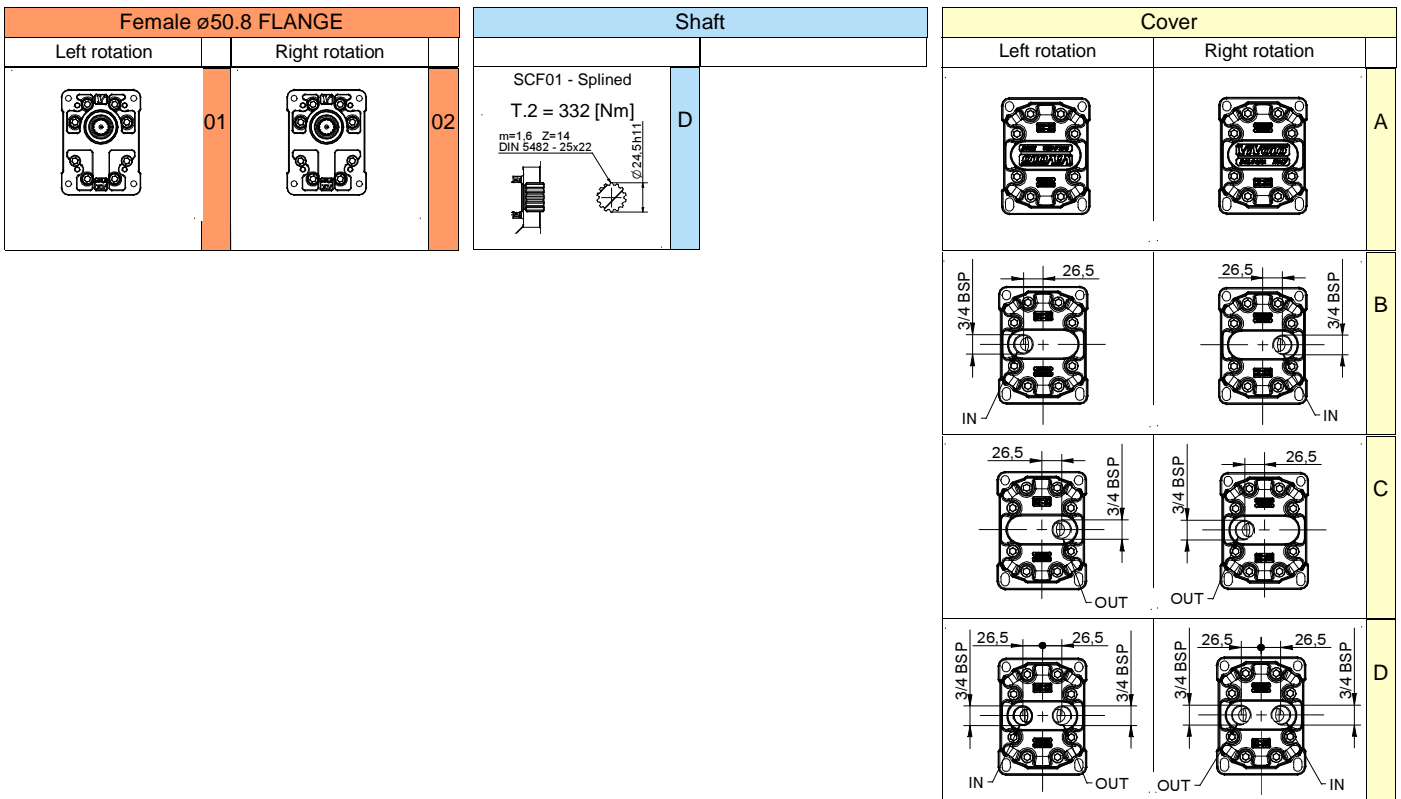 Female ø50.8 FLANGE
Left rotation
Right rotation
01
02
Shaft
SCF01 - Splined
T.2 = 332 [Nm]
m=1,6 Z=14
DIN 5482 - 25x22
Ø24,5h11
D
Cover
Left rotation
Right rotation
A
26,5
3/4 BSP
IN
26,5
3/4 BSP
IN
B
26,5
3/4 BSP
OUT
26,5
3/4 BSP
OUT
C
26,5
26,5
3/4 BSP
3/4 BSP
IN
OUT
26,5
26,5
3/4 BSP
3/4 BSP
OUT
IN
D